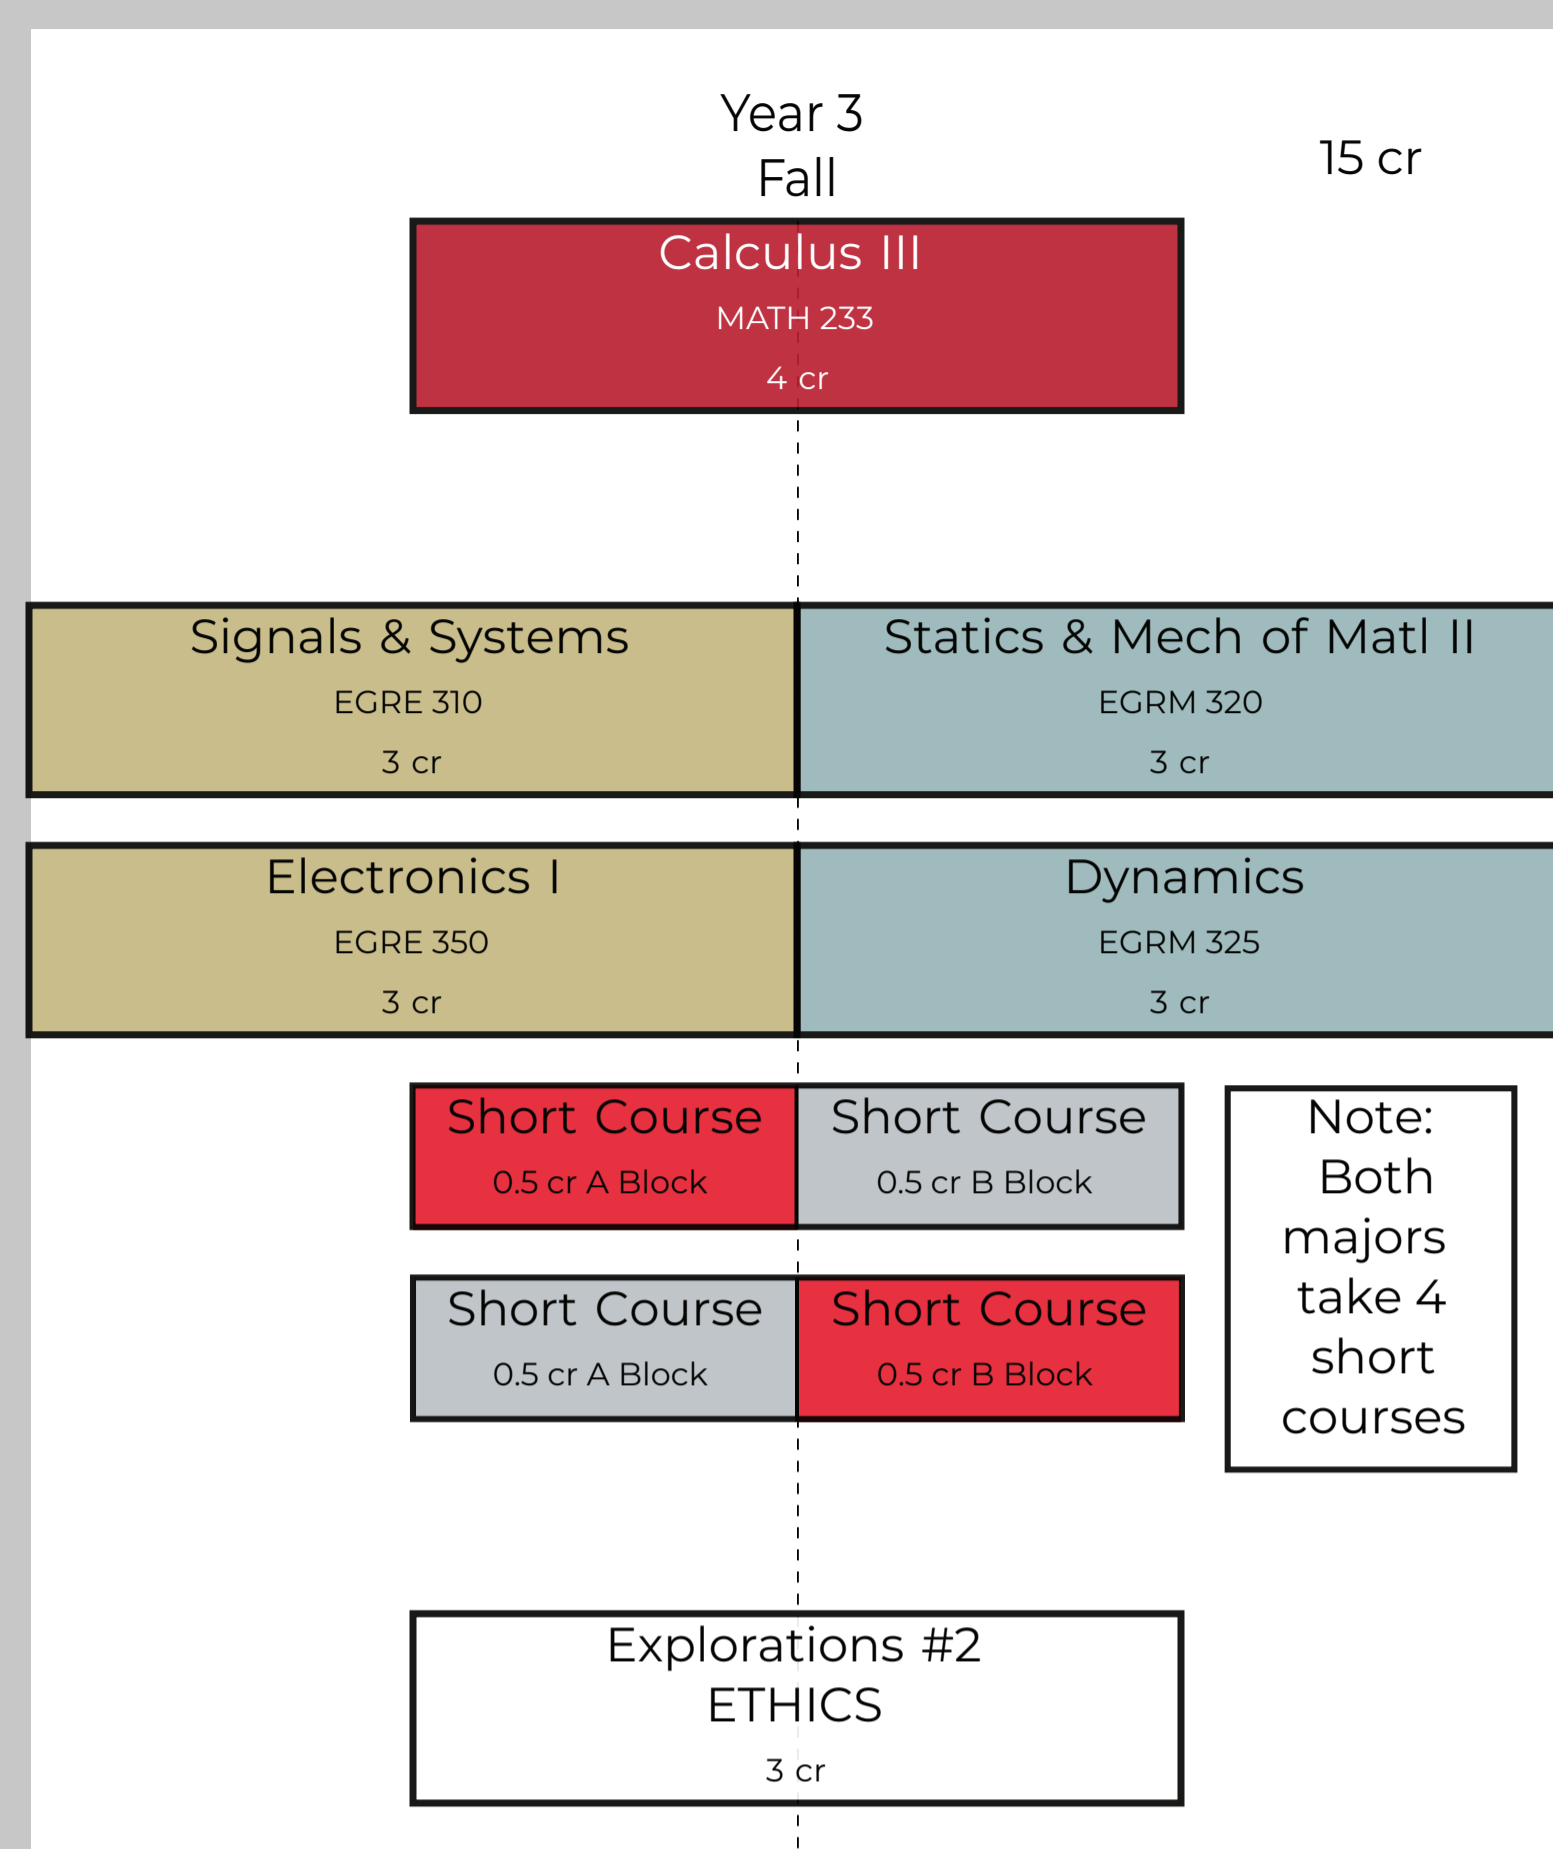 Year 3
Fall
15 cr
Calculus III
MATH 233
4 cr
Signals & Systems
EGRE 310
3 cr
Statics & Mech of Matl II
EGRM 320
3 cr
Electronics I
EGRE 350
3 cr
Dynamics
EGRM 325
3 cr
Short Course
0.5 cr A Block
Short Course
0.5 cr B Block
Short Course
0.5 cr A Block
Short Course
0.5 cr B Block
Note:
Both
majors
take 4
short
courses
Explorations #2
ETHICS
3 cr